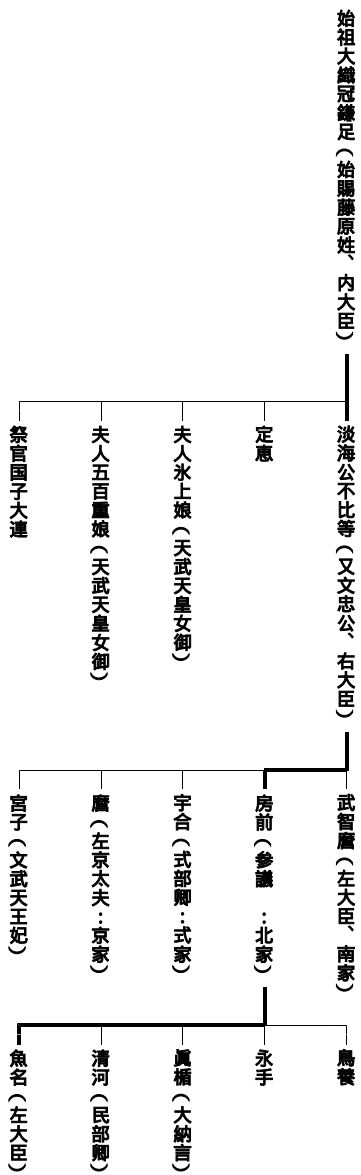 始祖大織冠鎌足(始賜藤原姓、内大臣)
淡海公不比等(又文忠公、右大臣)
定恵
夫人氷上娘(天武天皇女御)
夫人五百重娘(天武天皇女御)
祭官国子大連
武智麿(左大臣、南家)
房前(参議 :北家)
宇合(式部卿:式家)
麿(左京太夫:京家)
宮子(文武天王妃)
鳥養
永手
眞楯(大納言)
清河(民部卿)
魚名(左大臣)